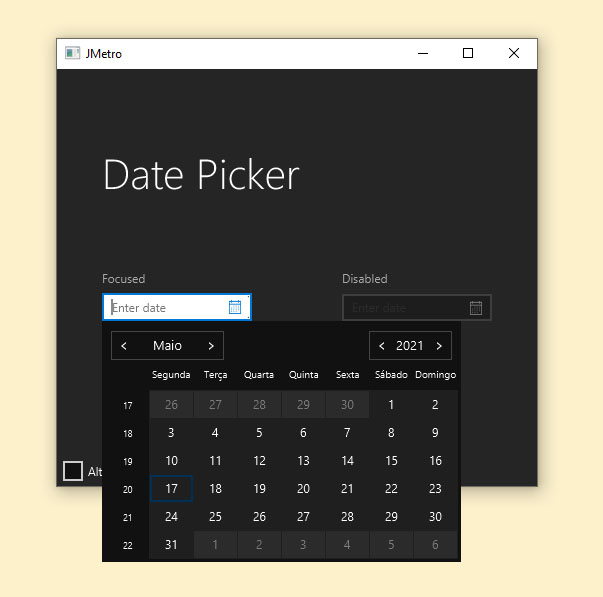 JMetro
Date Picker
Focused Disabled
Enter date Enter date
< Maio > < 2021 >
Segunda Terça Quarta Quinta Sexta Sábado Domingo
17 26 27 28 29 30 1 2
18 3 4 5 6 7 8 9
19 10 11 12 13 14 15 16
20 17 18 19 20 21 22 23
Alt
21 24 25 26 27 28 29 30
22 31 1 2 3 4 5 6